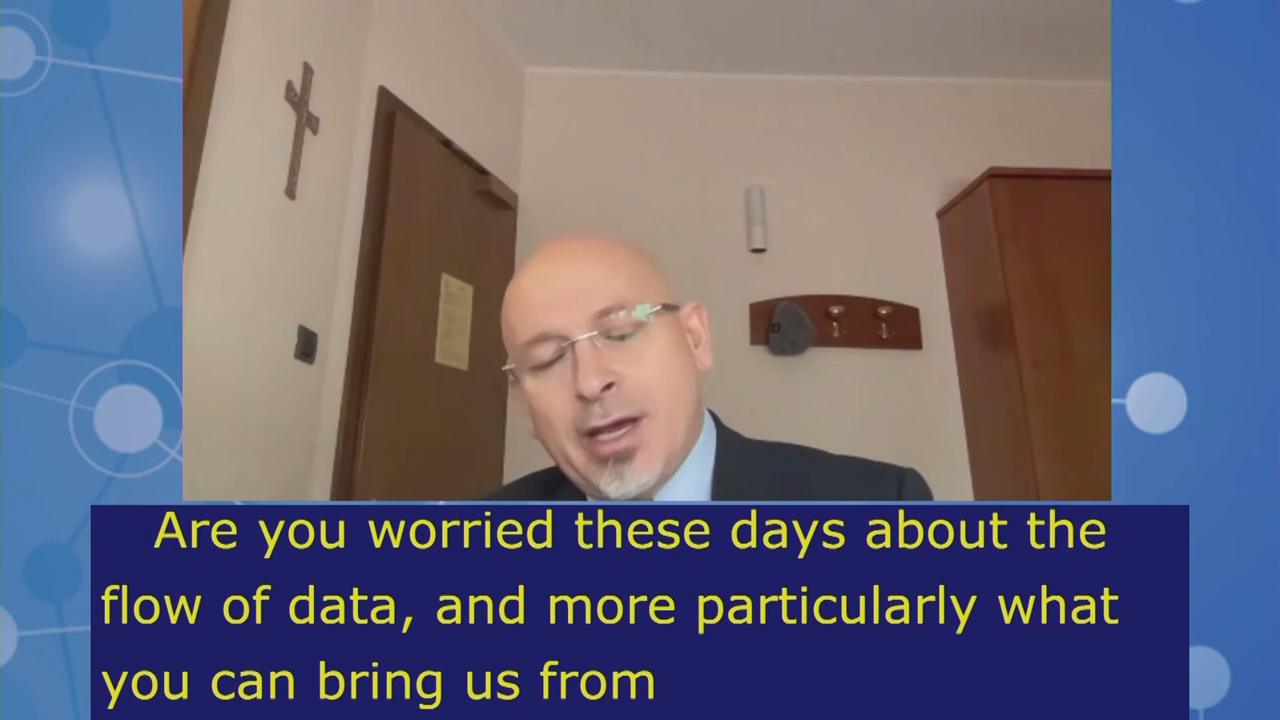 Are you worried these days about the
flow of data, and more particularly what
you can bring us from